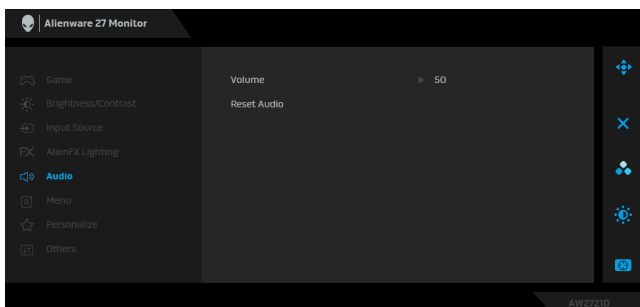 Alienware 27 Monitor
Game
Brightness/Contrast
Input Source
AlienFX Lighting
Audio
Menu
Personalize
Others
Volume 50
Reset Audio
AW2721D